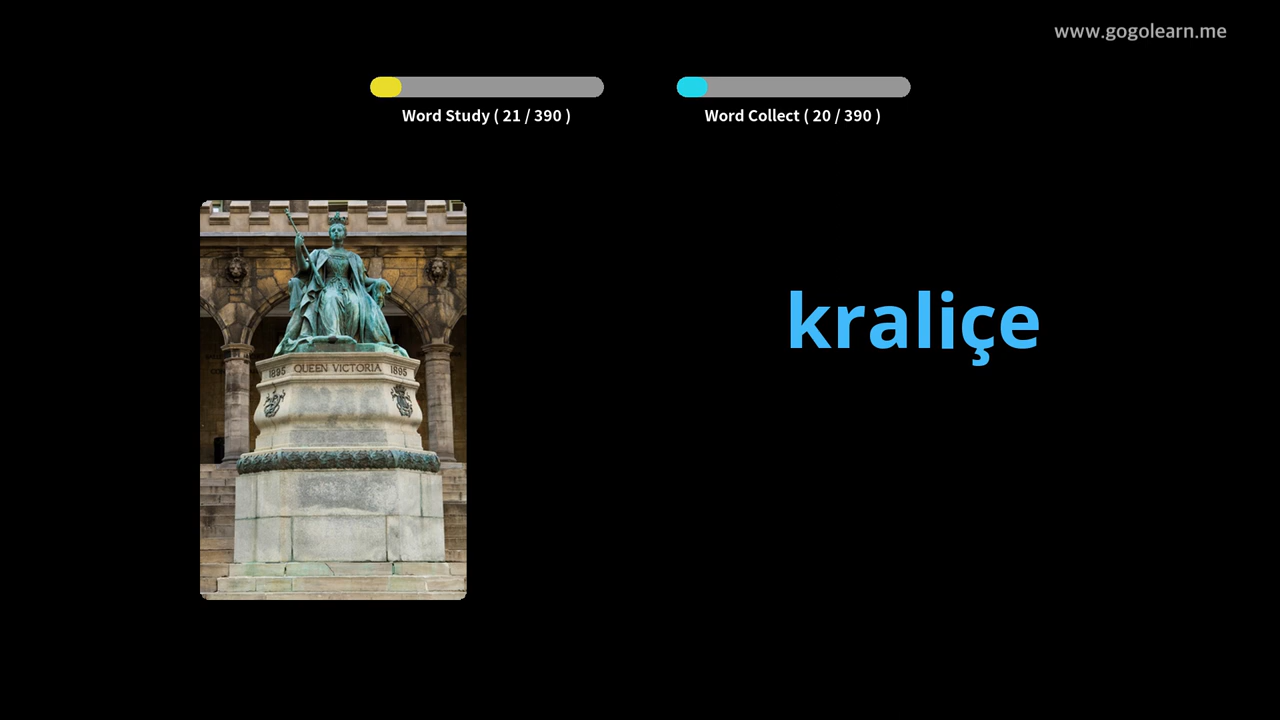 www.gogolearn.me
Word Study ( 21 / 390 )
Word Collect ( 20 / 390 )
kraliçe
1895 QUEEN VICTORIA 1895